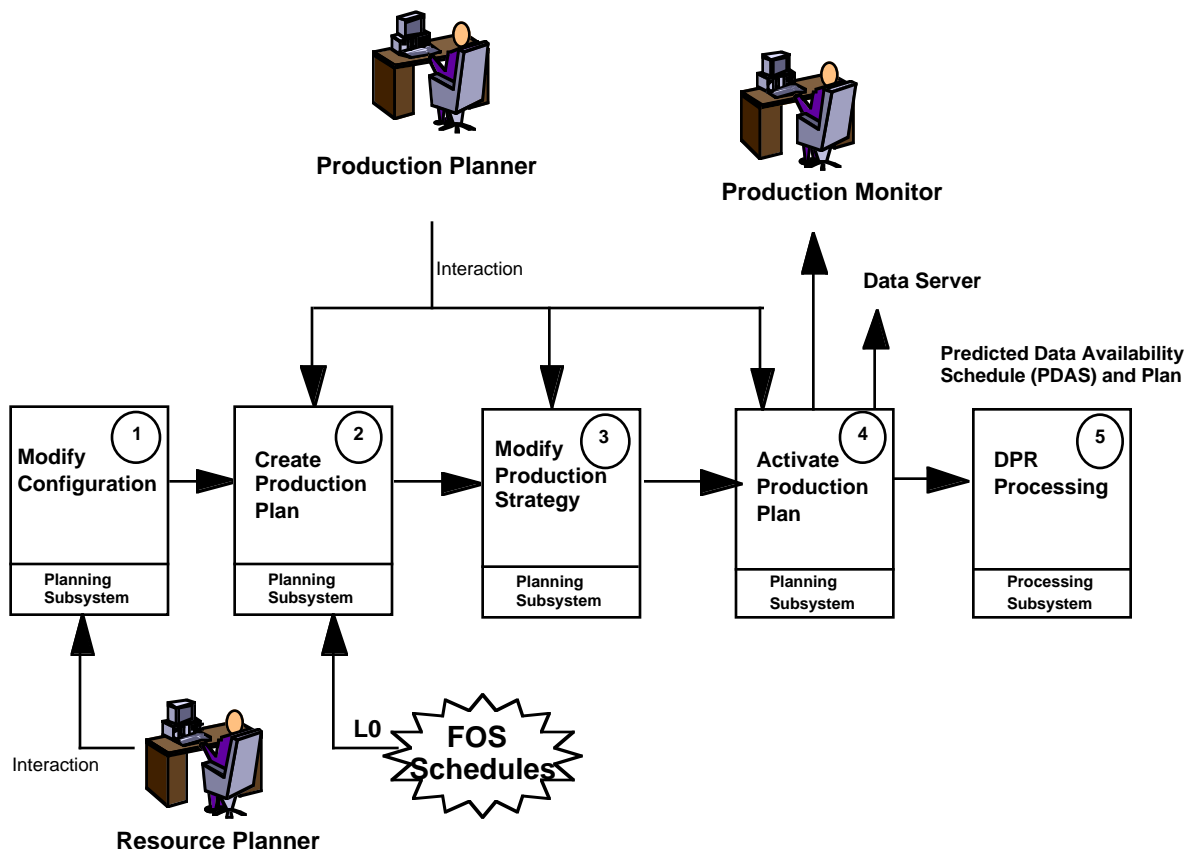 Production Planner
Production Monitor
Interaction
Data Server
Predicted Data Availability
Schedule (PDAS) and Plan
1
Modify
Configuration
Planning
Subsystem
2
Create
Production
Plan
Planning
Subsystem
3
Modify
Production
Strategy
Planning
Subsystem
4
Activate
Production
Plan
Planning
Subsystem
5
DPR
Processing
Processing
Subsystem
L0
FOS
Schedules
Interaction
Resource Planner